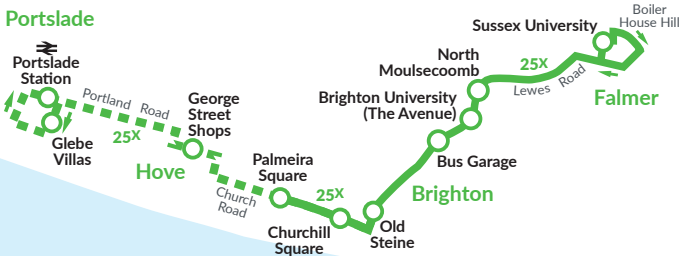 Portslade
Portslade
Station
Glebe
Villas
Portland Road
25X
Hove
George
Street
Shops
Church
Road
Palmeira
Square
25X
Churchill
Square
Old
Steine
Brighton
Bus Garage
Brighton University
(The Avenue)
North
Moulsecoomb
25X
Lewes Road
Sussex University
Boiler
House Hill
Falmer